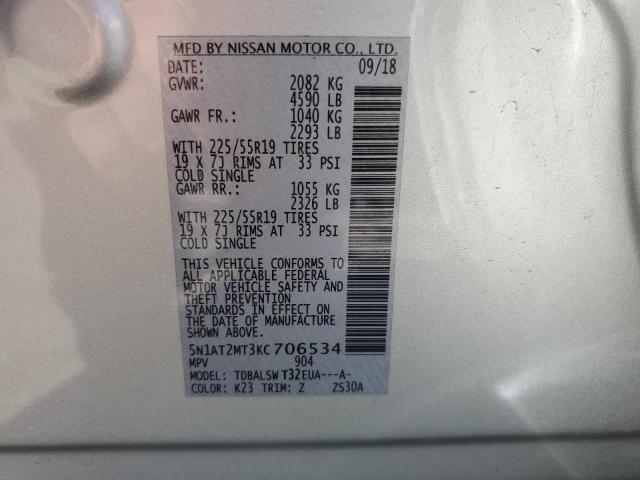 MFD BY NISSAN MOTOR CO., LTD.
DATE: 09/18
GVWR: 2082 KG
4590 LB
GAWR FR.: 1040 KG
2293 LB
WITH 225/55R19 TIRES
19 X 7J RIMS AT 33 PSI
COLD SINGLE
GAWR RR.: 1055 KG
2326 LB
WITH 225/55R19 TIRES
19 X 7J RIMS AT 33 PSI
COLD SINGLE
THIS VEHICLE CONFORMS TO
ALL APPLICABLE FEDERAL
MOTOR VEHICLE SAFETY AND
THEFT PREVENTION
STANDARDS IN EFFECT ON
THE DATE OF MANUFACTURE
SHOWN ABOVE.
5N1AT2MT3KC706534
MPV 904
MODEL: TDBALSW T32EUA---A-
COLOR: K23 TRIM: Z ZS30A